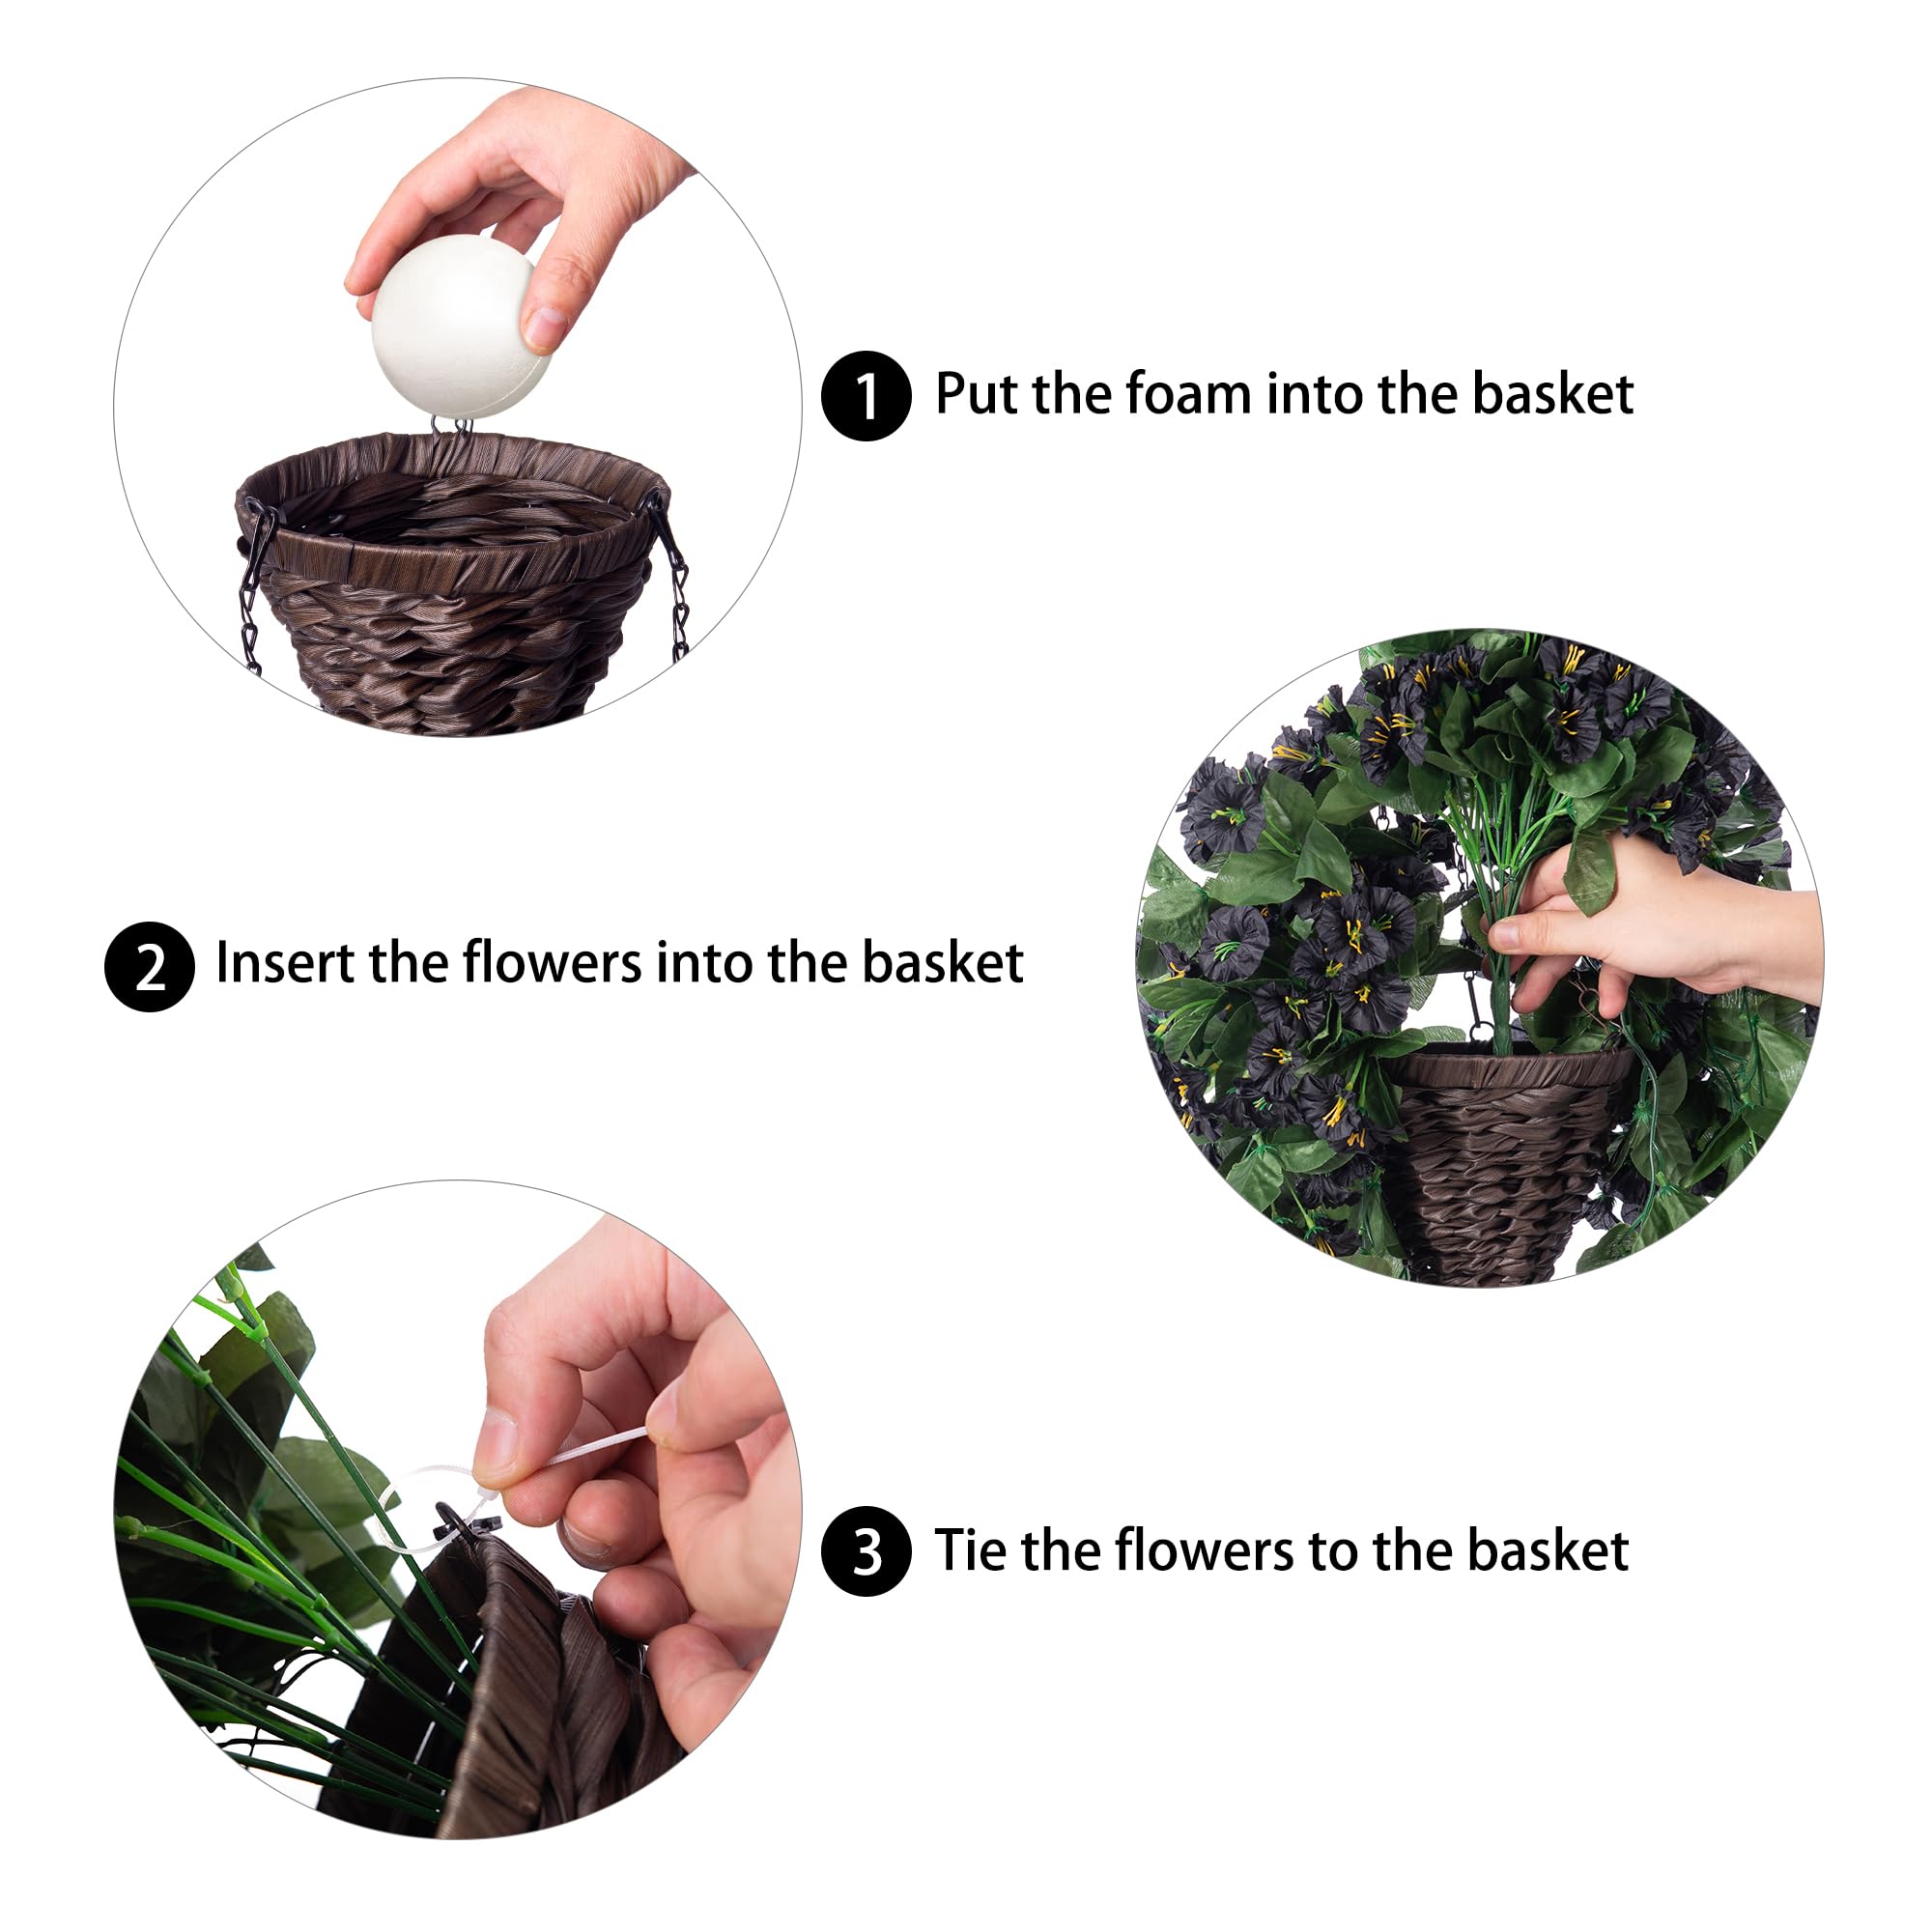 1 Put the foam into the basket
2 Insert the flowers into the basket
3 Tie the flowers to the basket